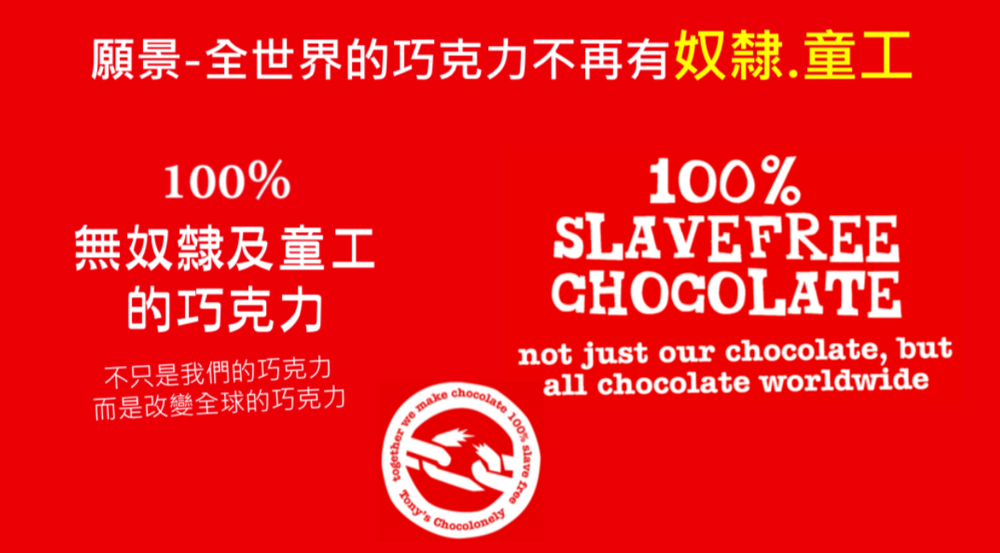 願景-全世界的巧克力不再有奴隸.童工
100%
無奴隸及童工
的巧克力
不只是我們的巧克力
而是改變全球的巧克力
100%
SLAVEFREE
CHOCOLATE
not just our chocolate, but
all chocolate worldwide
together we make chocolate 100% slave free
Tony's Chocolonely